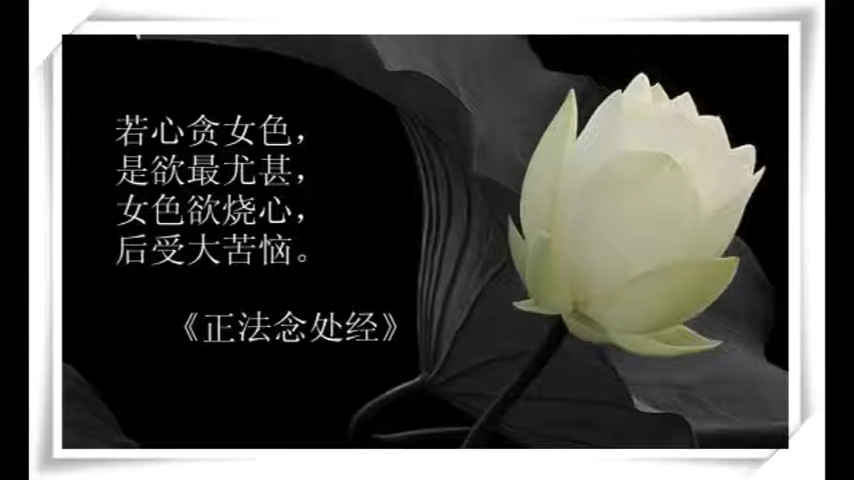 若心贪女色，
是欲最尤甚，
女色欲烧心，
后受大苦恼。
《正法念处经》